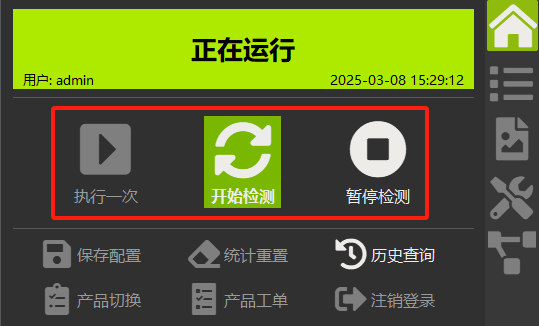 正在运行
用户: admin 2025-03-08 15:29:12
执行一次 开始检测 暂停检测
保存配置 统计重置 历史查询
产品切换 产品工单 注销登录